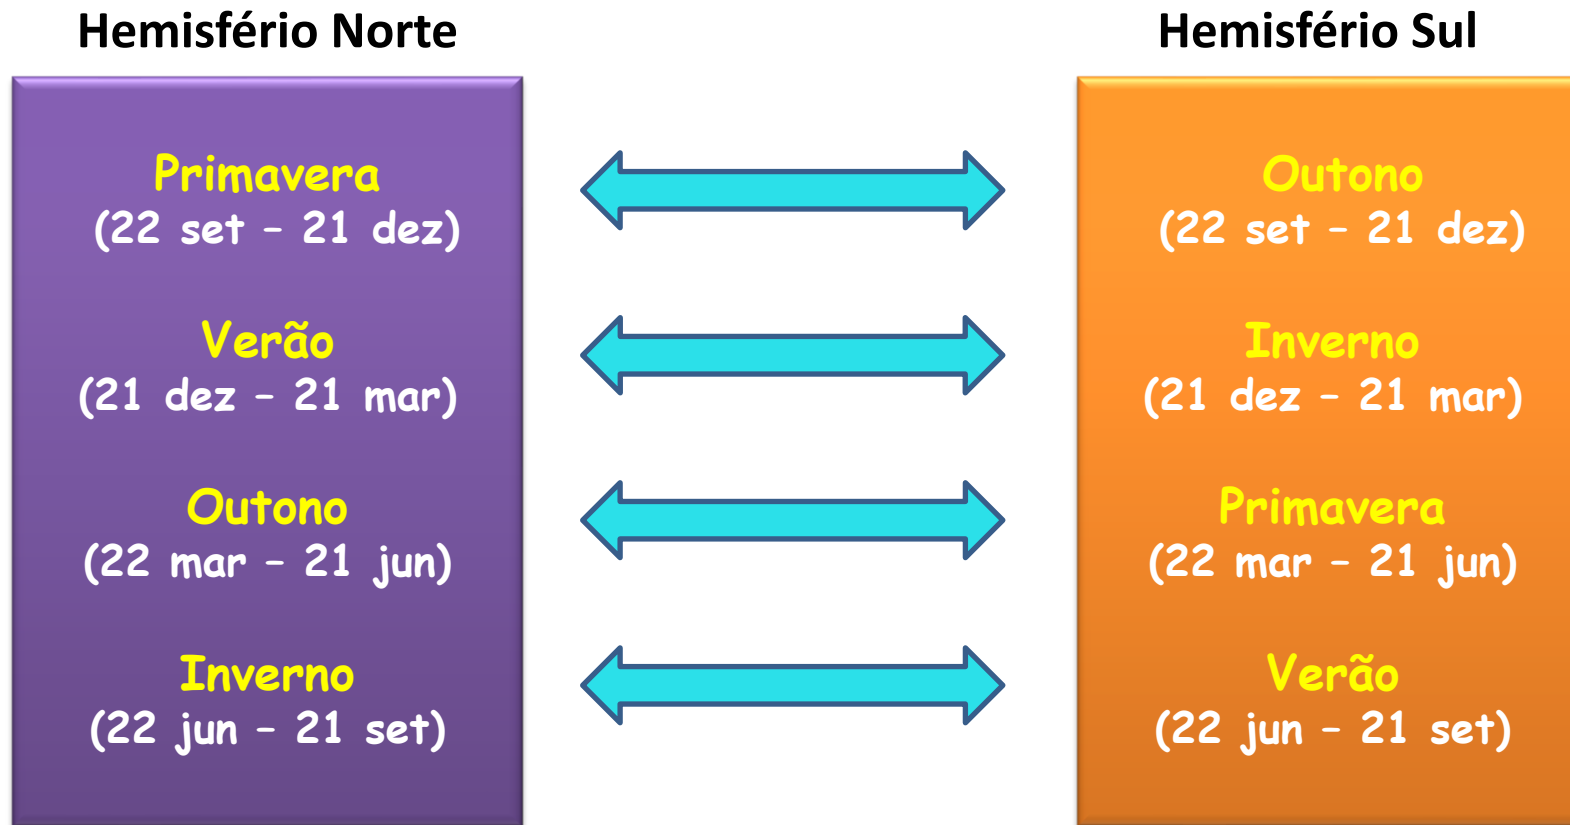 Hemisfério Norte
Primavera
(22 set – 21 dez)
Verão
(21 dez – 21 mar)
Outono
(22 mar – 21 jun)
Inverno
(22 jun – 21 set)
Hemisfério Sul
Outono
(22 set – 21 dez)
Inverno
(21 dez – 21 mar)
Primavera
(22 mar – 21 jun)
Verão
(22 jun – 21 set)